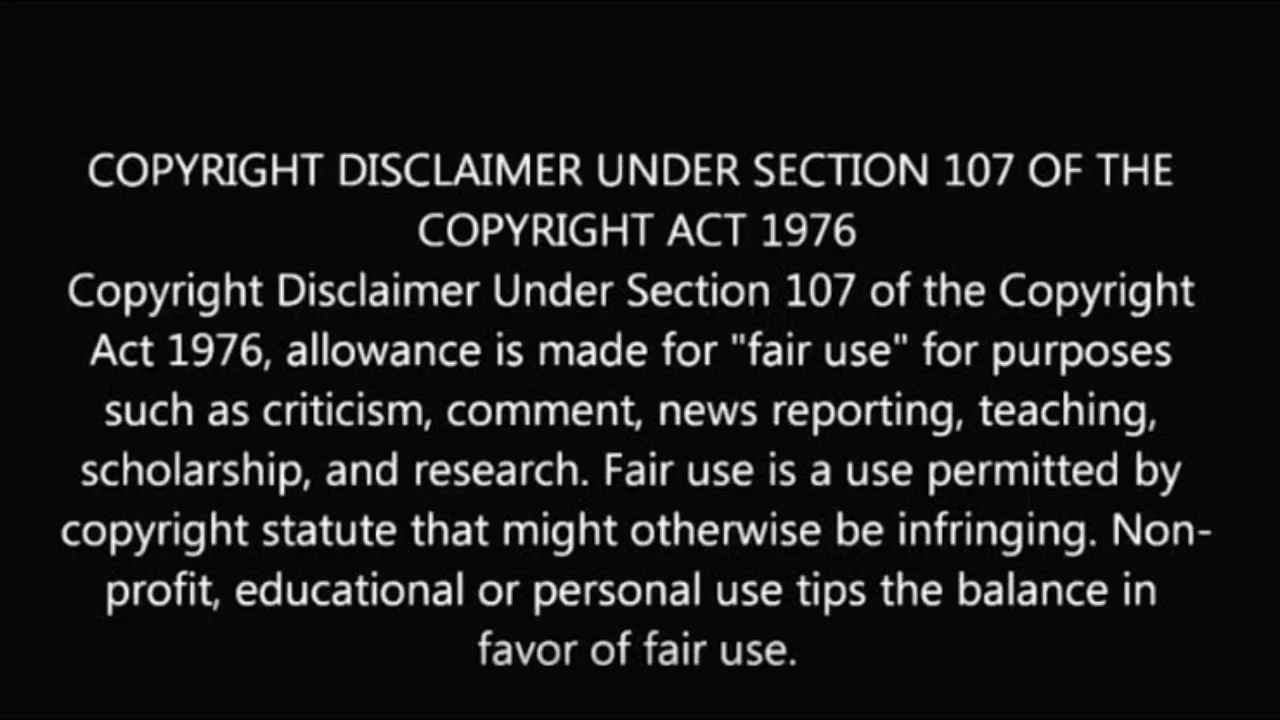 COPYRIGHT DISCLAIMER UNDER SECTION 107 OF THE
COPYRIGHT ACT 1976
Copyright Disclaimer Under Section 107 of the Copyright
Act 1976, allowance is made for "fair use" for purposes
such as criticism, comment, news reporting, teaching,
scholarship, and research. Fair use is a use permitted by
copyright statute that might otherwise be infringing. Non-
profit, educational or personal use tips the balance in
favor of fair use.